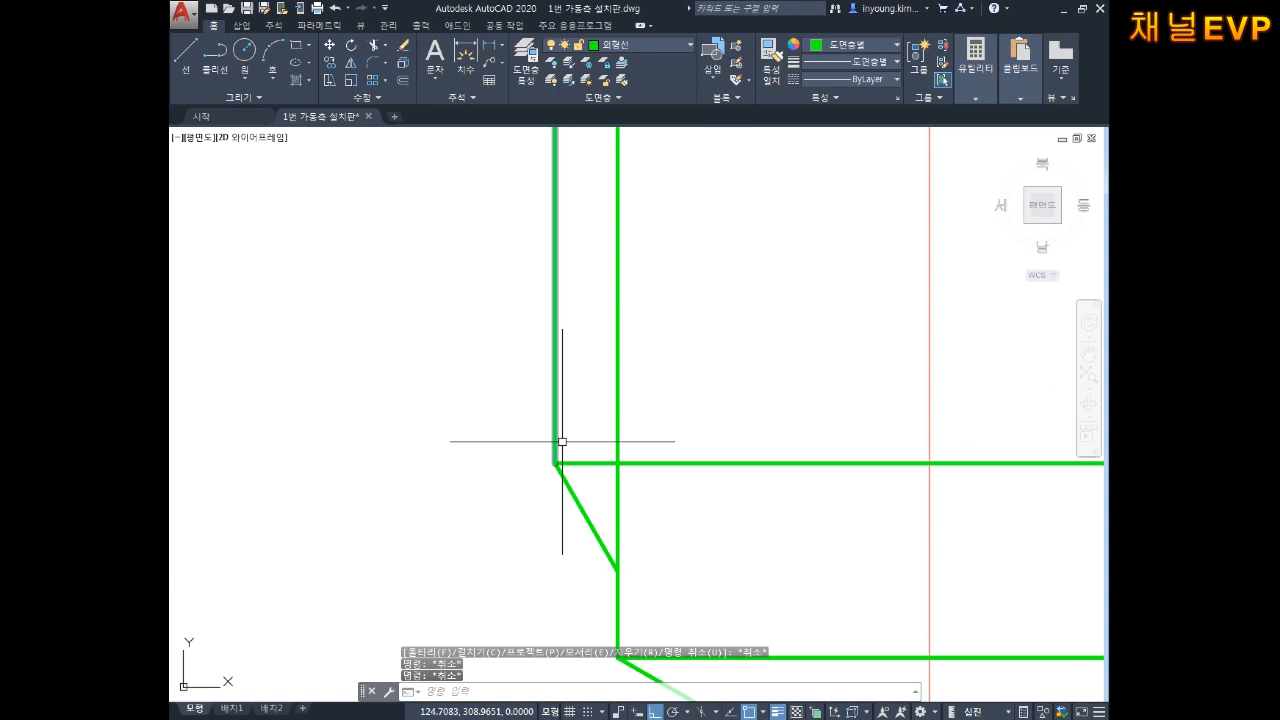 Autodesk AutoCAD 2020 1번 가동측 설치판.dwg 키워드 또는 구절 입력 inyoung.kim...
채널EVP
홈 삽입 주석 파라메트릭 뷰 관리 출력 애드인 공동 작업 주요 응용프로그램
선 폴리선 원 호 문자 치수 도면층 특성 외형선 삽입 특성 일치 도면층별 도면층별 ByLayer 그룹 유틸리티 클립보드 기준
그리기 수정 주석 도면층 블록 특성 그룹 뷰
시작 1번 가동측 설치판*
[-][평면도][2D 와이어프레임]
북
서 평면도 동
남
WCS
[울타리(F)/걸치기(C)/프로젝트(P)/모서리(E)/지우기(R)/명령 취소(U)]: *취소*
명령: *취소*
명령: *취소*
Y
X
명령 입력
모형 배치1 배치2 124.7083, 308.9651, 0.0000 모형 십진